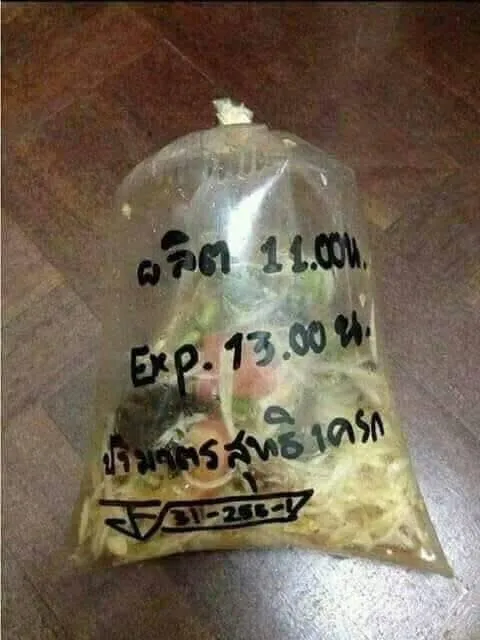 ผลิต 11.00น.
Exp. 13.00 น.
ปริมาตรสุทธิ 1 ครก
31-256-1